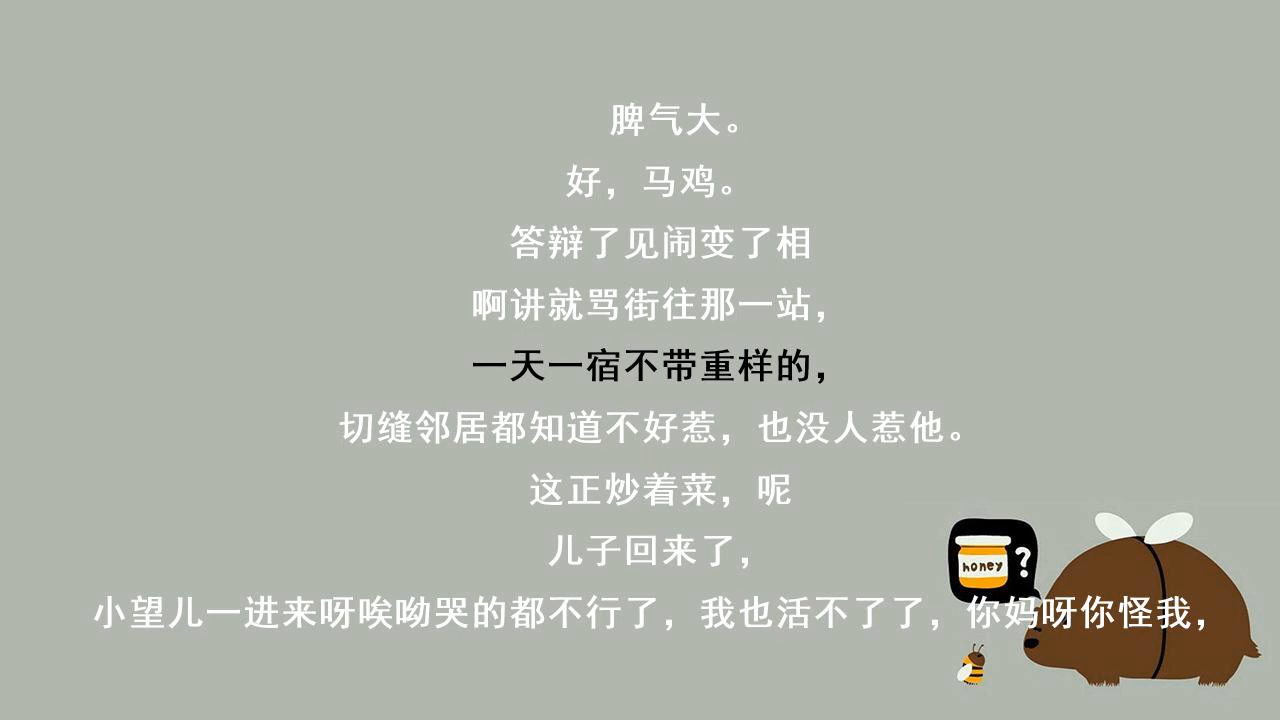 脾气大。
好，马鸡。
答辩了见闹变了相
啊讲就骂街往那一站，
一天一宿不带重样的，
切缝邻居都知道不好惹，也没人惹他。
这正炒着菜，呢
儿子回来了，
小望儿一进来呀唉呦哭的都不行了，我也活不了了，你妈呀你怪我，
honey ?